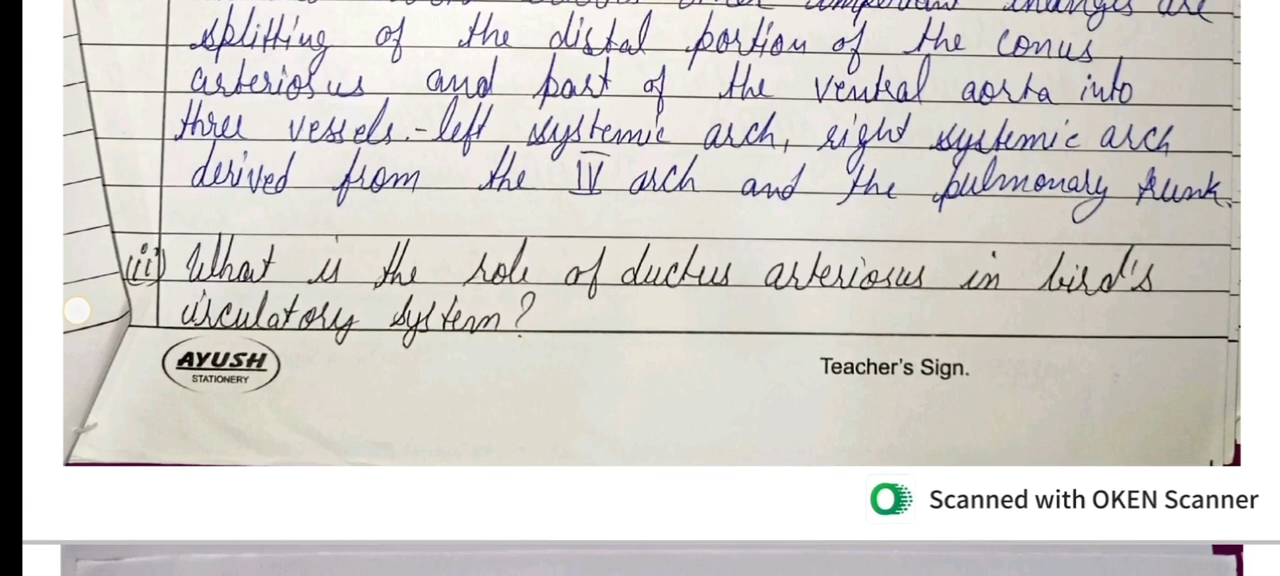 changes are
splitting of the distal portion of the conus
arteriosus and part of the ventral aorta into
three vessels.-left systemic arch, right systemic arch
derived from the IV arch and the pulmonary trunk.
(ii) What is the role of ductus arteriosus in bird's
circulatory system?
AYUSH
STATIONERY
Teacher's Sign.
Scanned with OKEN Scanner